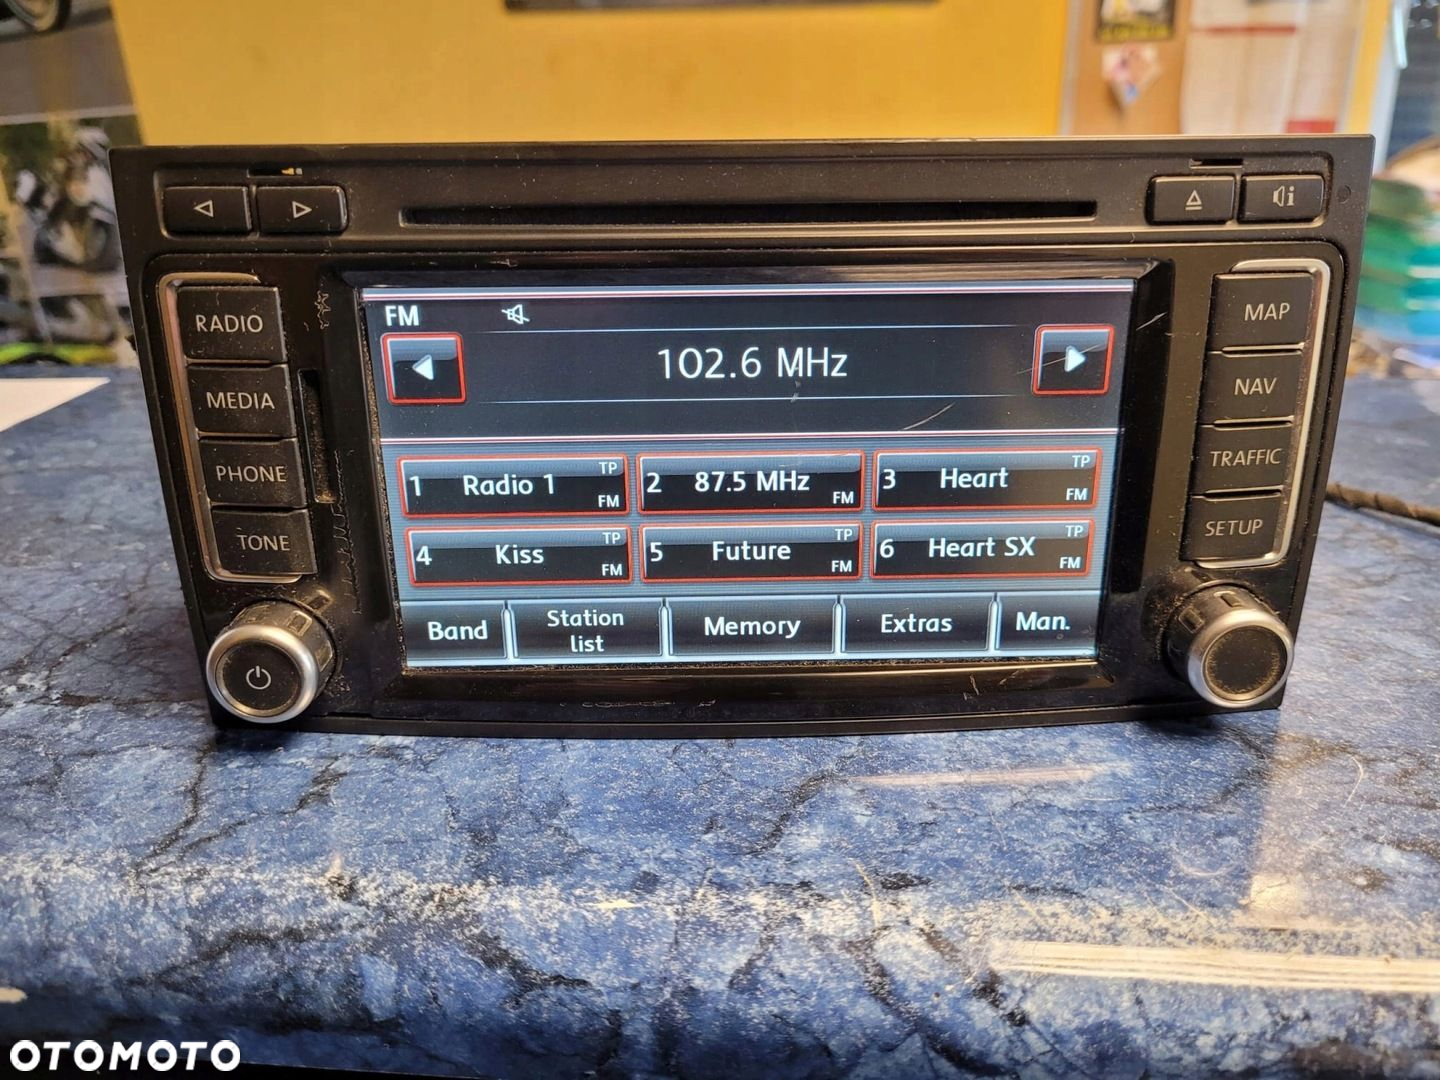 RADIO
MEDIA
PHONE
TONE
FM
102.6 MHz
1 Radio 1 TP FM
2 87.5 MHz FM
3 Heart TP FM
4 Kiss TP FM
5 Future TP FM
6 Heart SX TP FM
Band
Station
list
Memory
Extras
Man.
i
MAP
NAV
TRAFFIC
SETUP
OTOMOTO